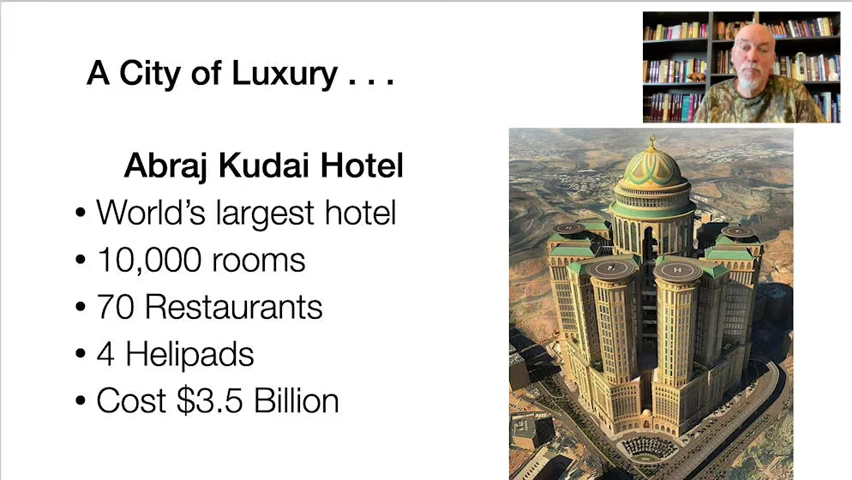 A City of Luxury . . .
Abraj Kudai Hotel
• World's largest hotel
• 10,000 rooms
• 70 Restaurants
• 4 Helipads
• Cost $3.5 Billion
H